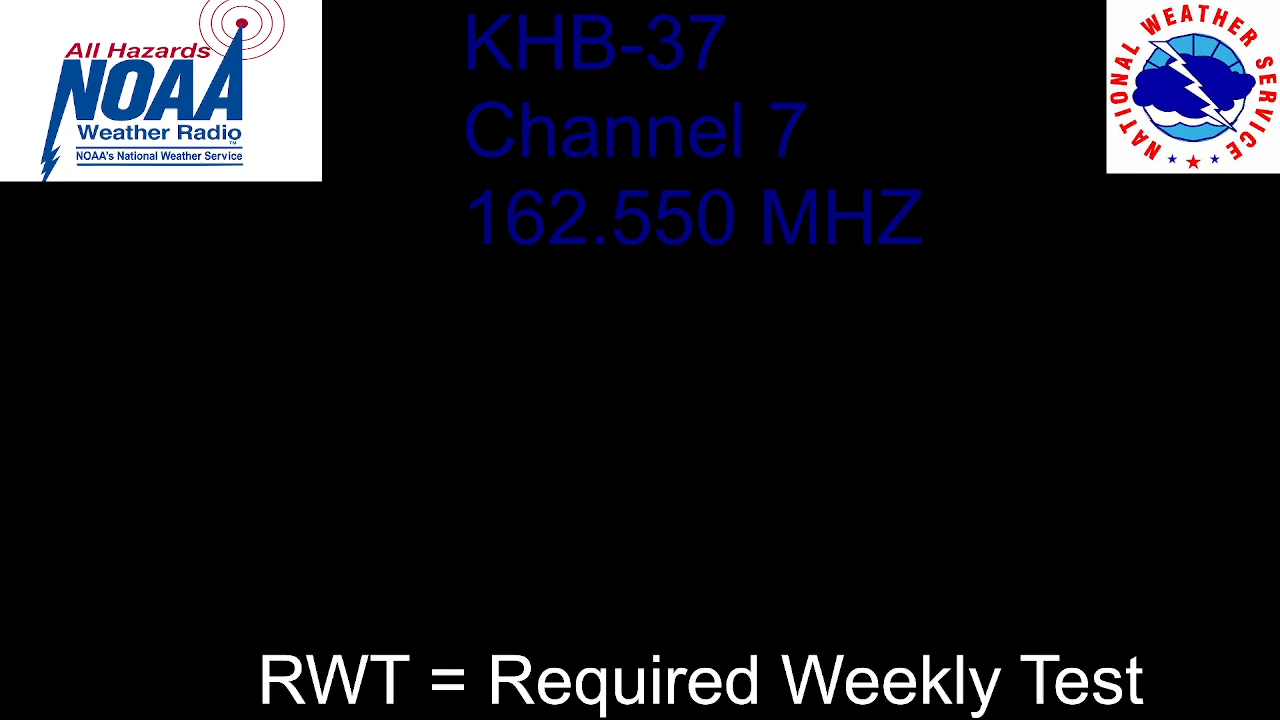 All Hazards
NOAA
Weather Radio
TM
NOAA's National Weather Service
KHB-37
Channel 7
162.550 MHZ
NATIONAL WEATHER SERVICE
RWT = Required Weekly Test